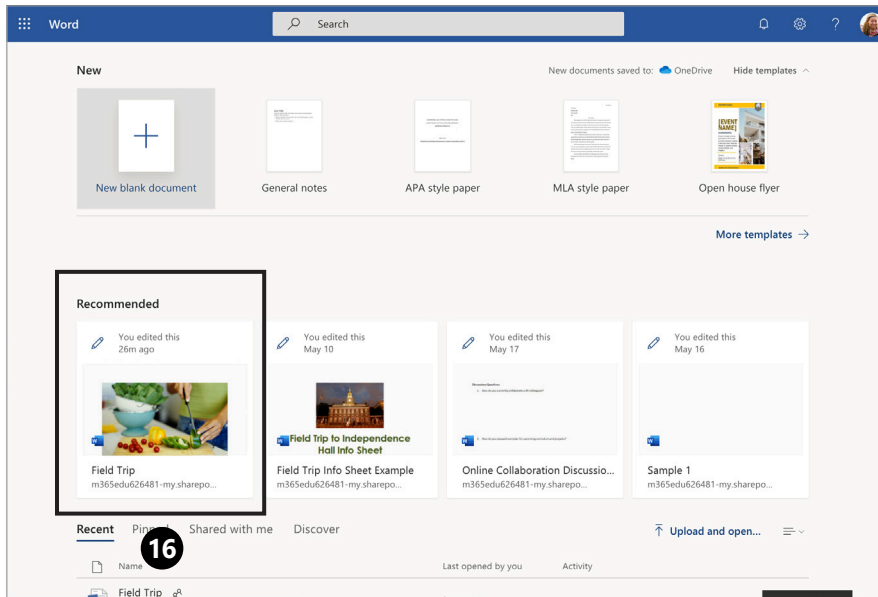 Word
Search
?
New
New documents saved to: OneDrive
Hide templates
[EVENT
NAME]
New blank document
General notes
APA style paper
MLA style paper
Open house flyer
More templates →
Recommended
You edited this
26m ago
You edited this
May 10
You edited this
May 17
You edited this
May 16
Field Trip to Independence
Hall Info Sheet
Field Trip
m365edu626481-my.sharepo...
Field Trip Info Sheet Example
m365edu626481-my.sharepo...
Online Collaboration Discussio...
m365edu626481-my.sharepo...
Sample 1
m365edu626481-my.sharepo...
Recent
Shared with me
Discover
Upload and open...
16
Name
Last opened by you
Activity
Field Trip